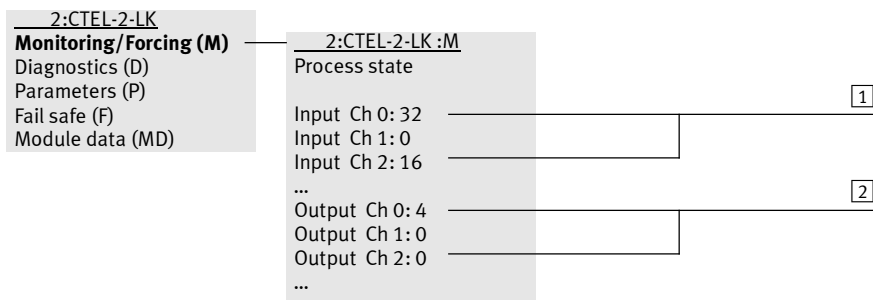 2:CTEL-2-LK
Monitoring/Forcing (M)
Diagnostics (D)
Parameters (P)
Fail safe (F)
Module data (MD)
2:CTEL-2-LK :M
Process state
Input Ch 0: 32
Input Ch 1: 0
Input Ch 2: 16
...
Output Ch 0: 4
Output Ch 1: 0
Output Ch 2: 0
...
1
2